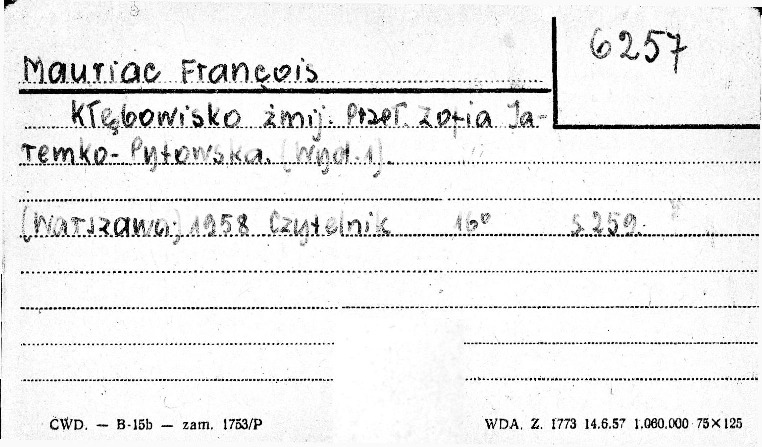 6257
Mauriac François
Kłębowisko żmij. Przeł. Zofia Ja-
remko-Pytowska. (Wyd. 1).
(Warszawa) 1958 Czytelnik 16° s 259.
CWD. — B-15b — zam. 1753/P
WDA. Z. 1773 14.6.57 1.060.000 75×125